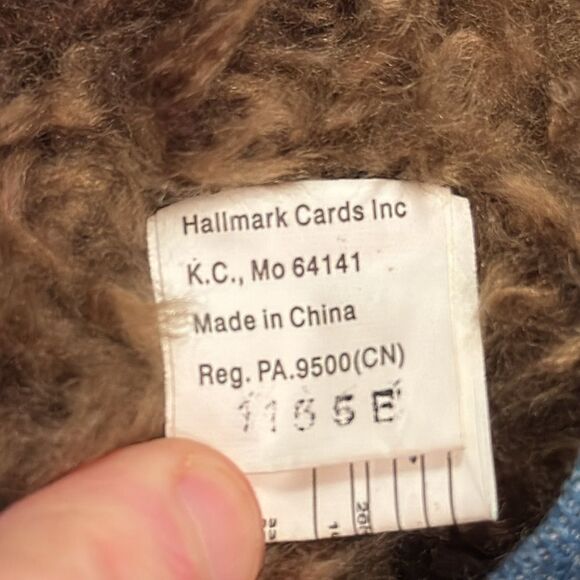 Hallmark Cards Inc
K.C., Mo 64141
Made in China
Reg. PA.9500(CN)
1165E